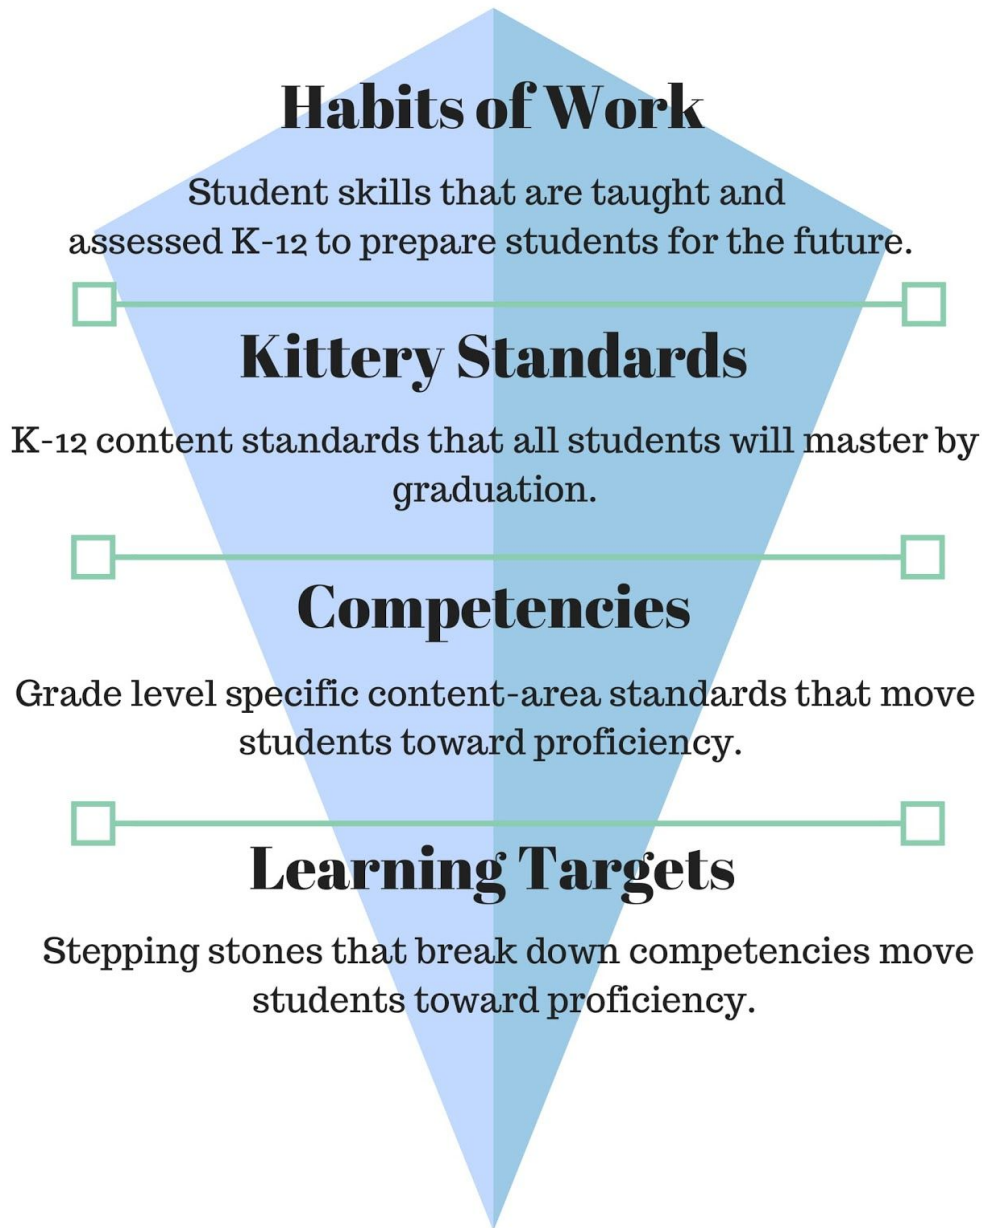 Habits of Work
Student skills that are taught and
assessed K-12 to prepare students for the future.
Kittery Standards
K-12 content standards that all students will master by
graduation.
Competencies
Grade level specific content-area standards that move
students toward proficiency.
Learning Targets
Stepping stones that break down competencies move
students toward proficiency.